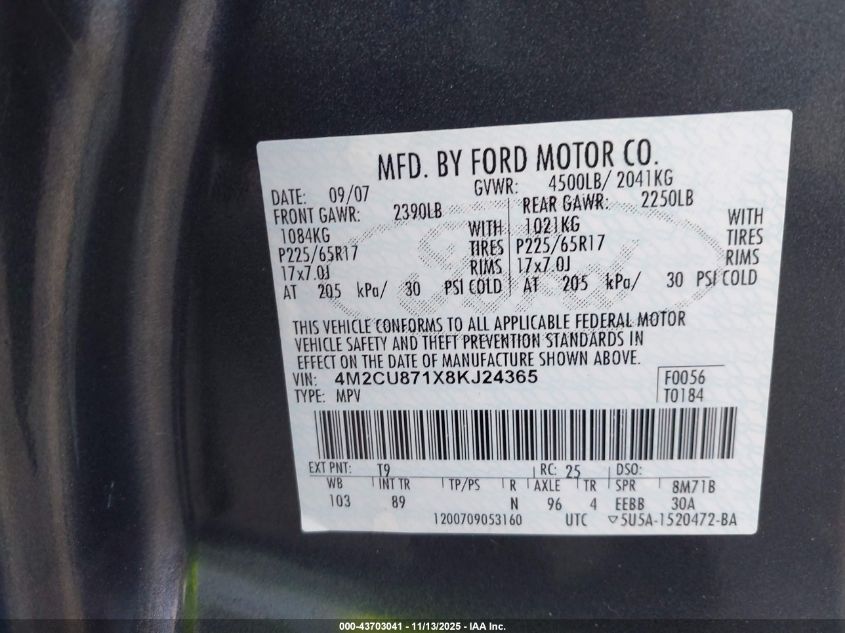 MFD. BY FORD MOTOR CO.
DATE: 09/07 GVWR: 4500LB/ 2041KG
FRONT GAWR: 2390LB REAR GAWR: 2250LB
1084KG WITH 1021KG WITH
P225/65R17 TIRES P225/65R17 TIRES
17x7.0J RIMS 17x7.0J RIMS
AT 205 kPa/ 30 PSI COLD AT 205 kPa/ 30 PSI COLD
Ford
THIS VEHICLE CONFORMS TO ALL APPLICABLE FEDERAL MOTOR
VEHICLE SAFETY AND THEFT PREVENTION STANDARDS IN
EFFECT ON THE DATE OF MANUFACTURE SHOWN ABOVE.
VIN: 4M2CU871X8KJ24365 F0056
TYPE: MPV T0184
EXT PNT: T9 RC: 25 DSO:
WB INT TR TP/PS R AXLE TR SPR 8M71B
103 89 N 96 4 EEBB 30A
1200709053160 UTC ▽5U5A-1520472-BA
000-43703041 - 11/13/2025 - IAA Inc.